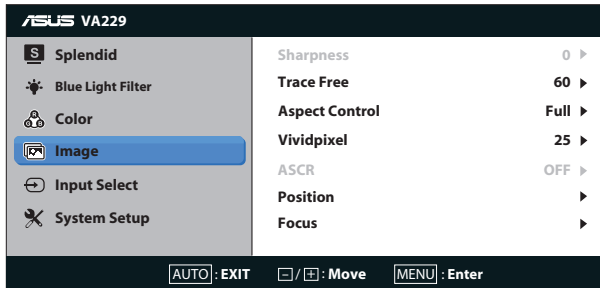 ASUS VA229
S Splendid
Blue Light Filter
Color
Image
Input Select
System Setup
Sharpness 0
Trace Free 60
Aspect Control Full
Vividpixel 25
ASCR OFF
Position
Focus
AUTO : EXIT - / + : Move MENU : Enter